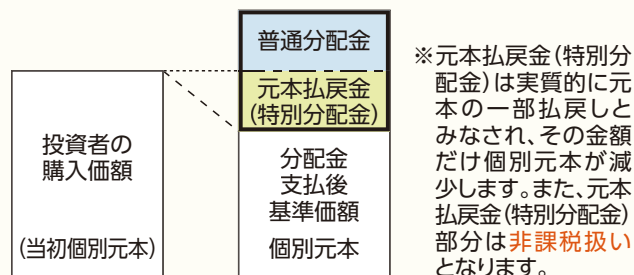 普通分配金
元本払戻金
(特別分配金)
投資者の
購入価額
(当初個別元本)
分配金
支払後
基準価額
個別元本
※元本払戻金(特別分
配金)は実質的に元
本の一部払戻しと
みなされ、その金額
だけ個別元本が減
少します。また、元本
払戻金(特別分配金)
部分は非課税扱い
となります。